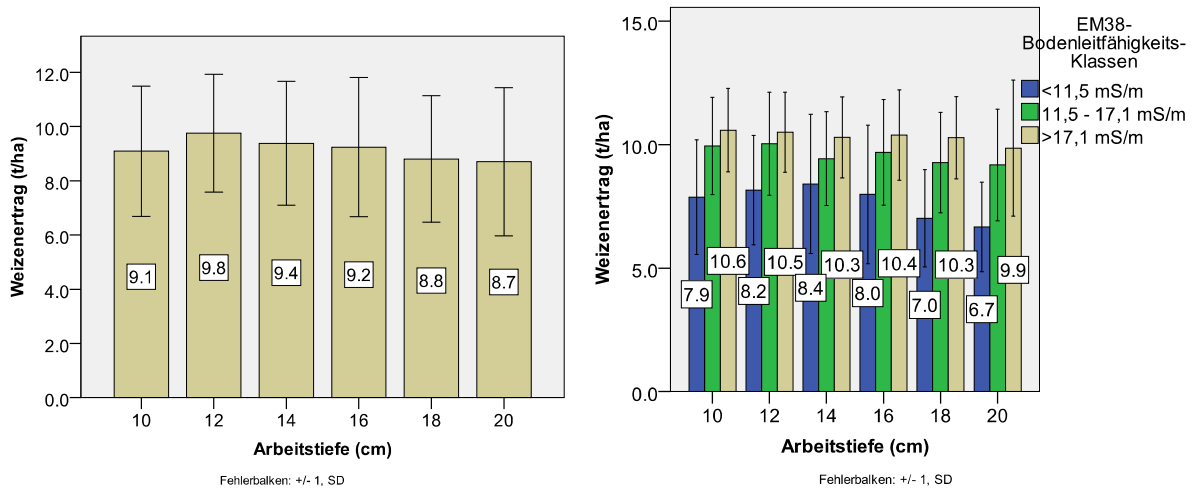 Weizenertrag (t/ha)
12.0
10.0
8.0
6.0
4.0
2.0
0.0
9.1
9.8
9.4
9.2
8.8
8.7
10 12 14 16 18 20
Arbeitstiefe (cm)
Fehlerbalken: +/- 1, SD
Weizenertrag (t/ha)
15.0
10.0
5.0
0.0
10.6 10.5 10.3 10.4 10.3 9.9
7.9 8.2 8.4 8.0 7.0 6.7
10 12 14 16 18 20
Arbeitstiefe (cm)
Fehlerbalken: +/- 1, SD
EM38-
Bodenleitfähigkeits-
Klassen
<11,5 mS/m
11,5 - 17,1 mS/m
>17,1 mS/m